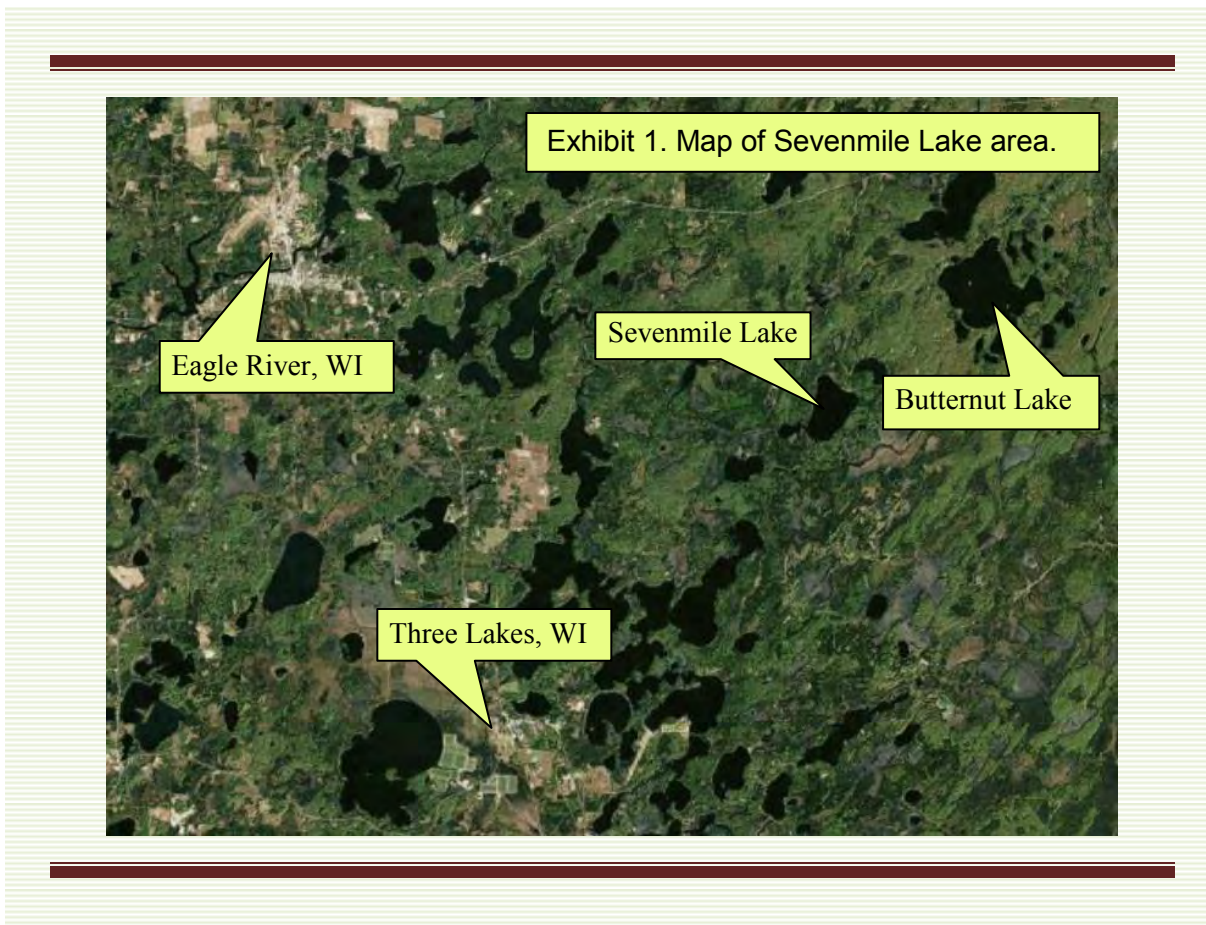 Exhibit 1. Map of Sevenmile Lake area.
Sevenmile Lake
Eagle River, WI
Butternut Lake
Three Lakes, WI